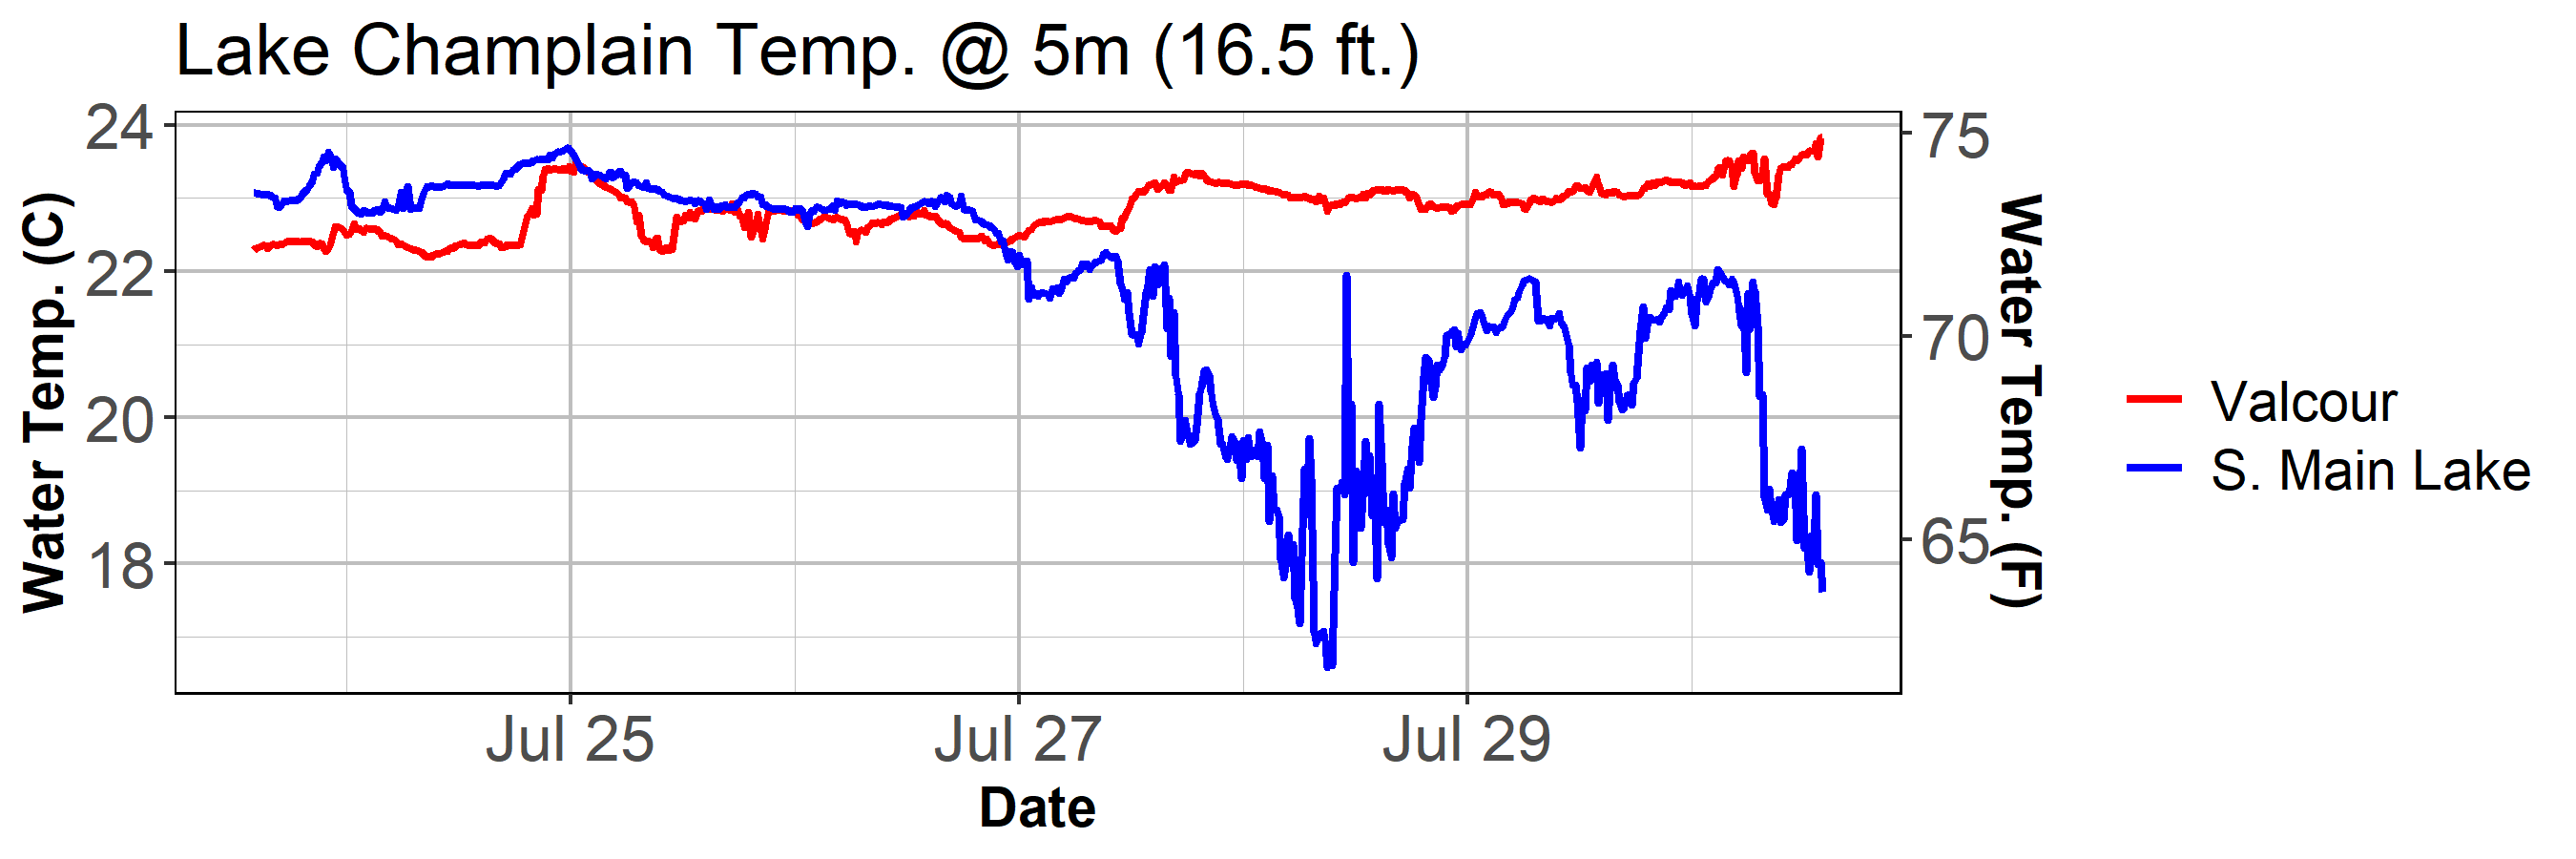 Lake Champlain Temp. @ 5m (16.5 ft.)
Water Temp. (C)
24
22
20
18
75
70
65
Water Temp. (F)
Jul 25
Jul 27
Jul 29
Date
Valcour
S. Main Lake